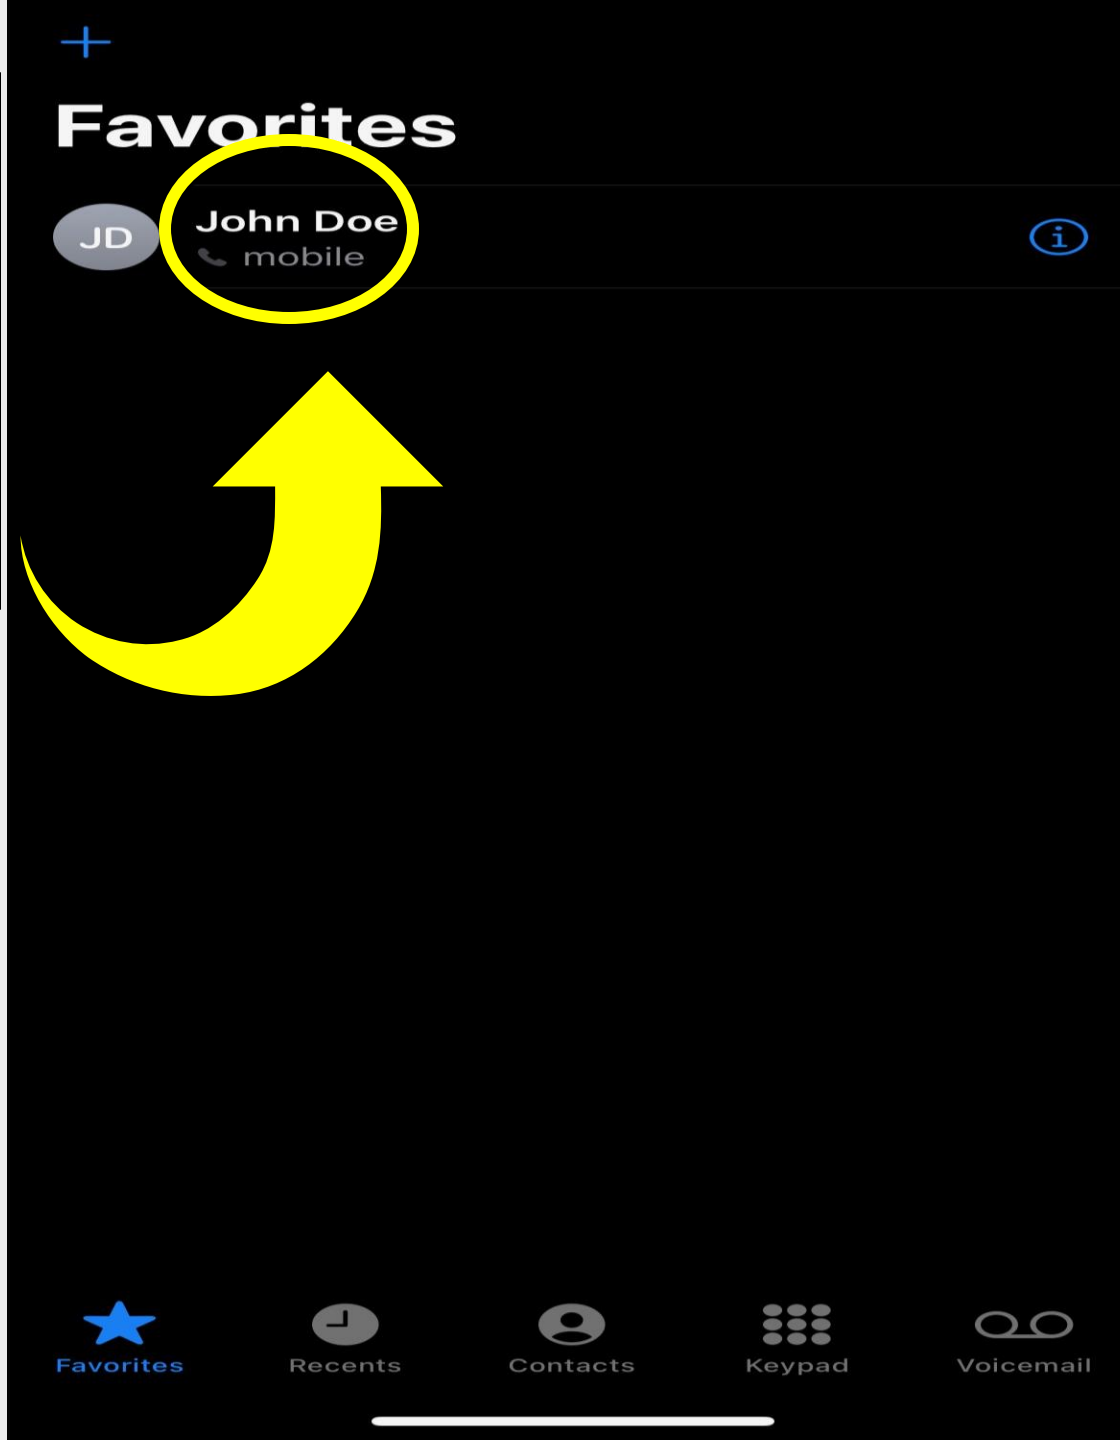 Favorites
JD
John Doe
mobile
Favorites
Recents
Contacts
Keypad
Voicemail